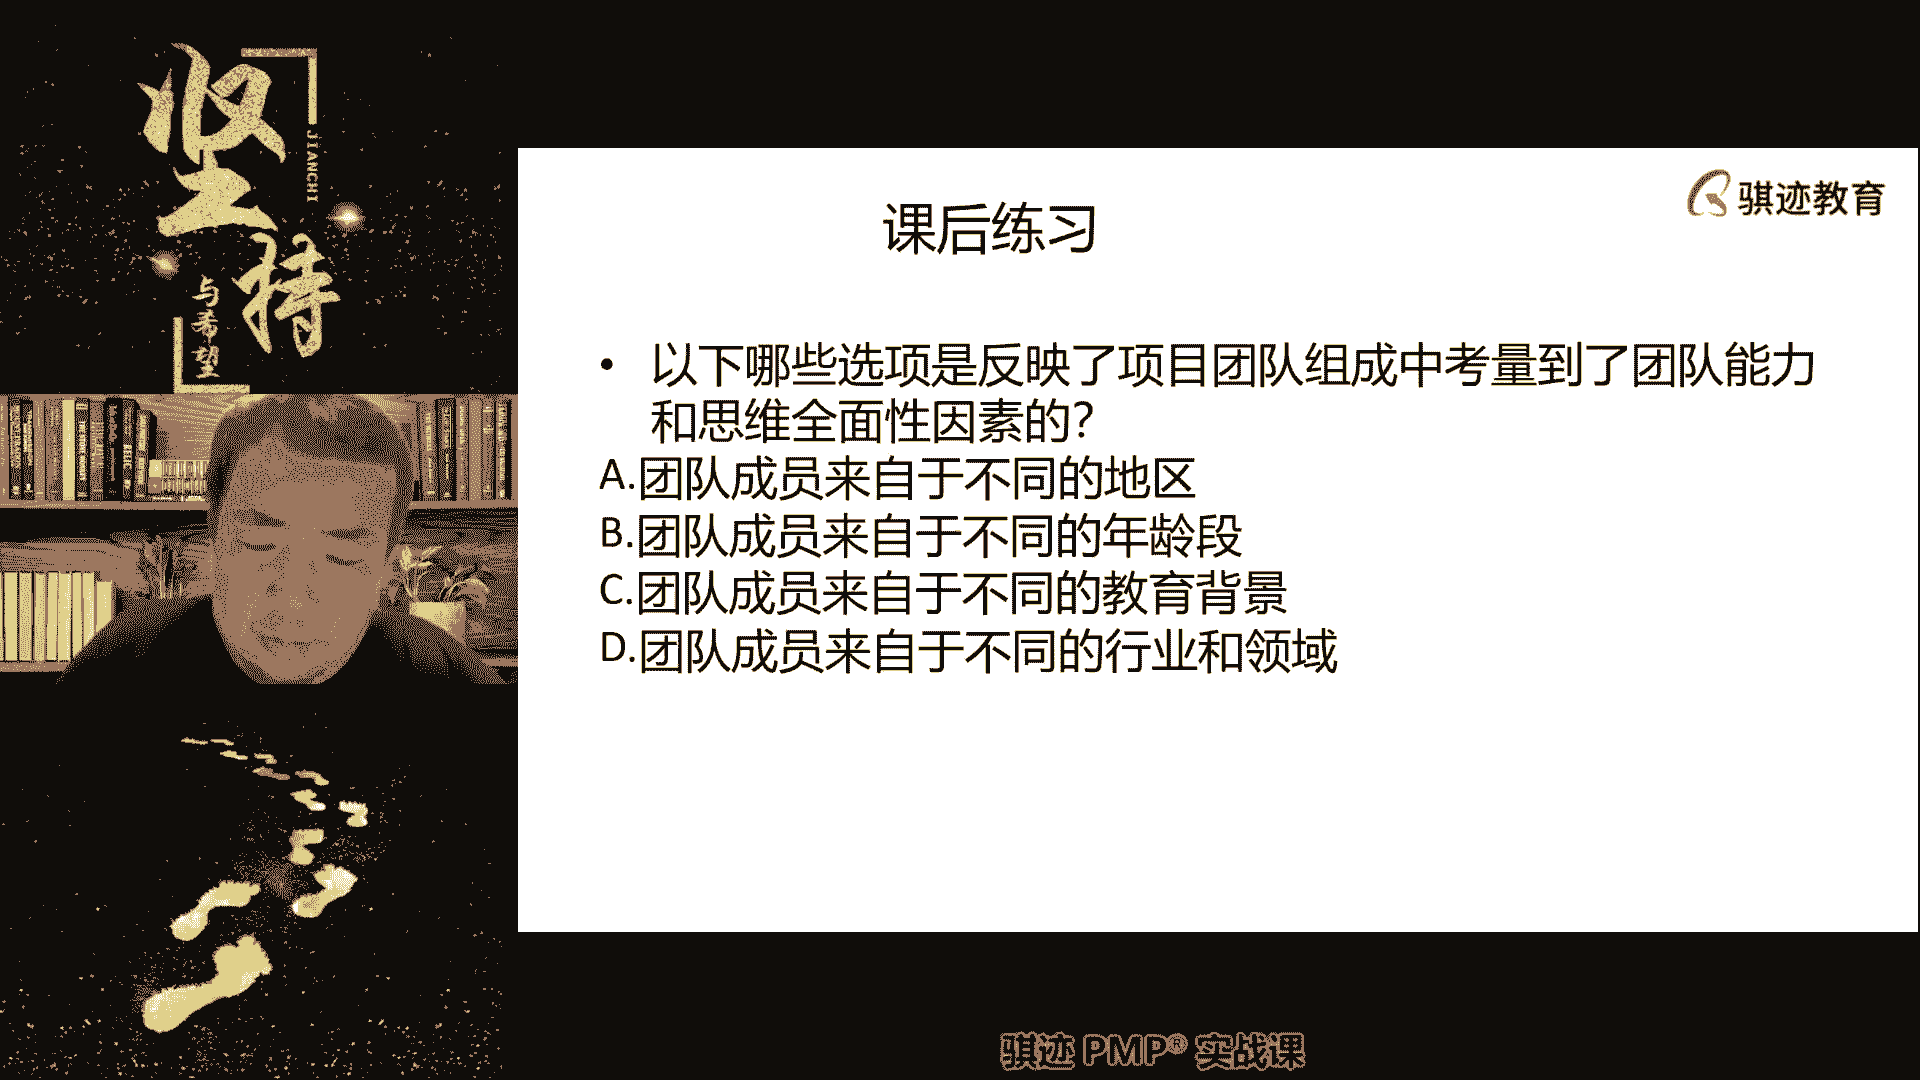 坚持
JIANCHI
与希望
骐迹教育
课后练习
• 以下哪些选项是反映了项目团队组成中考量到了团队能力
和思维全面性因素的?
A.团队成员来自于不同的地区
B.团队成员来自于不同的年龄段
C.团队成员来自于不同的教育背景
D.团队成员来自于不同的行业和领域
骐迹 PMP® 实战课